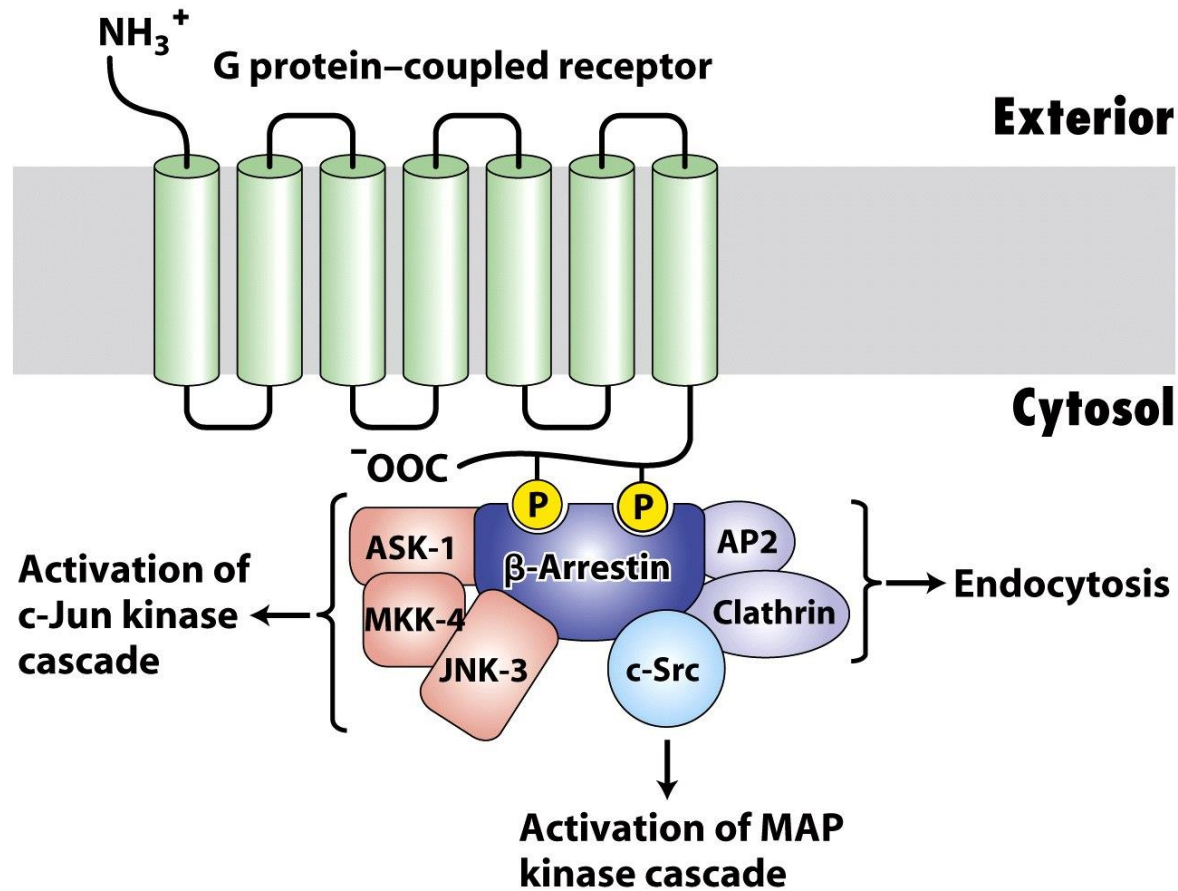 NH₃⁺
G protein–coupled receptor
Exterior
Cytosol
⁻OOC
P
P
ASK-1
β-Arrestin
AP2
MKK-4
Clathrin
JNK-3
c-Src
Activation of
c-Jun kinase
cascade
Endocytosis
Activation of MAP
kinase cascade